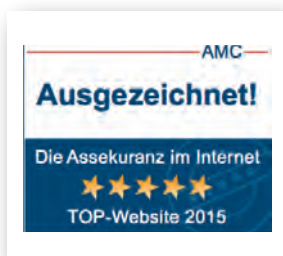 AMC
Ausgezeichnet!
Die Assekuranz im Internet
TOP-Website 2015